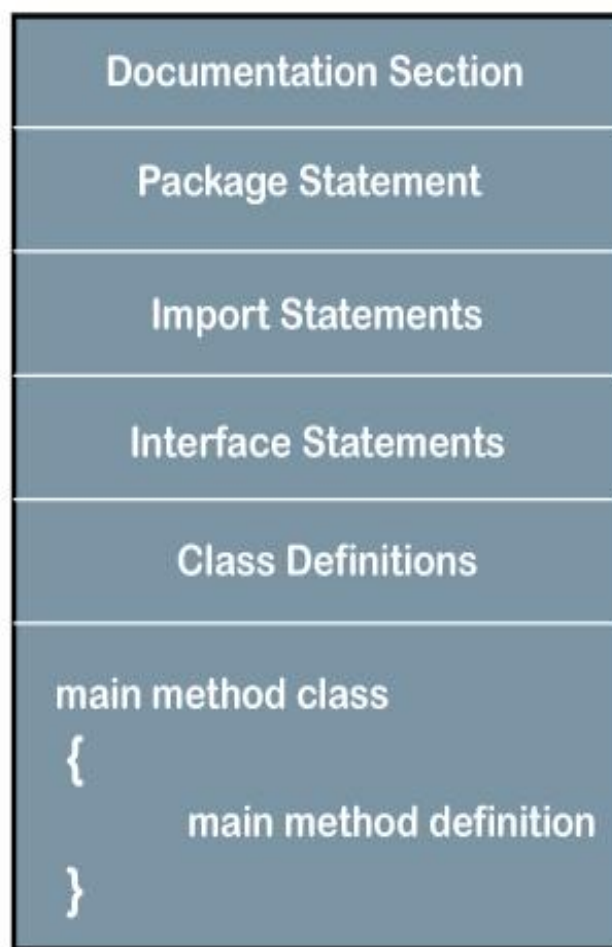 Documentation Section
Package Statement
Import Statements
Interface Statements
Class Definitions
main method class
{
main method definition
}